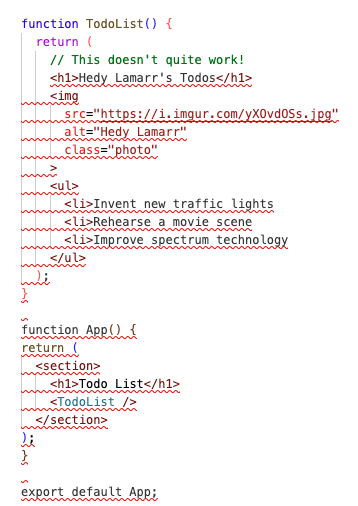 function TodoList() {
return (
// This doesn't quite work!
<h1>Hedy Lamarr's Todos</h1>
<img
src="https://i.imgur.com/yXOvdOSs.jpg"
alt="Hedy Lamarr"
class="photo"
>
<ul>
<li>Invent new traffic lights
<li>Rehearse a movie scene
<li>Improve spectrum technology
</ul>
);
}
function App() {
return (
<section>
<h1>Todo List</h1>
<TodoList />
</section>
);
}
export default App;